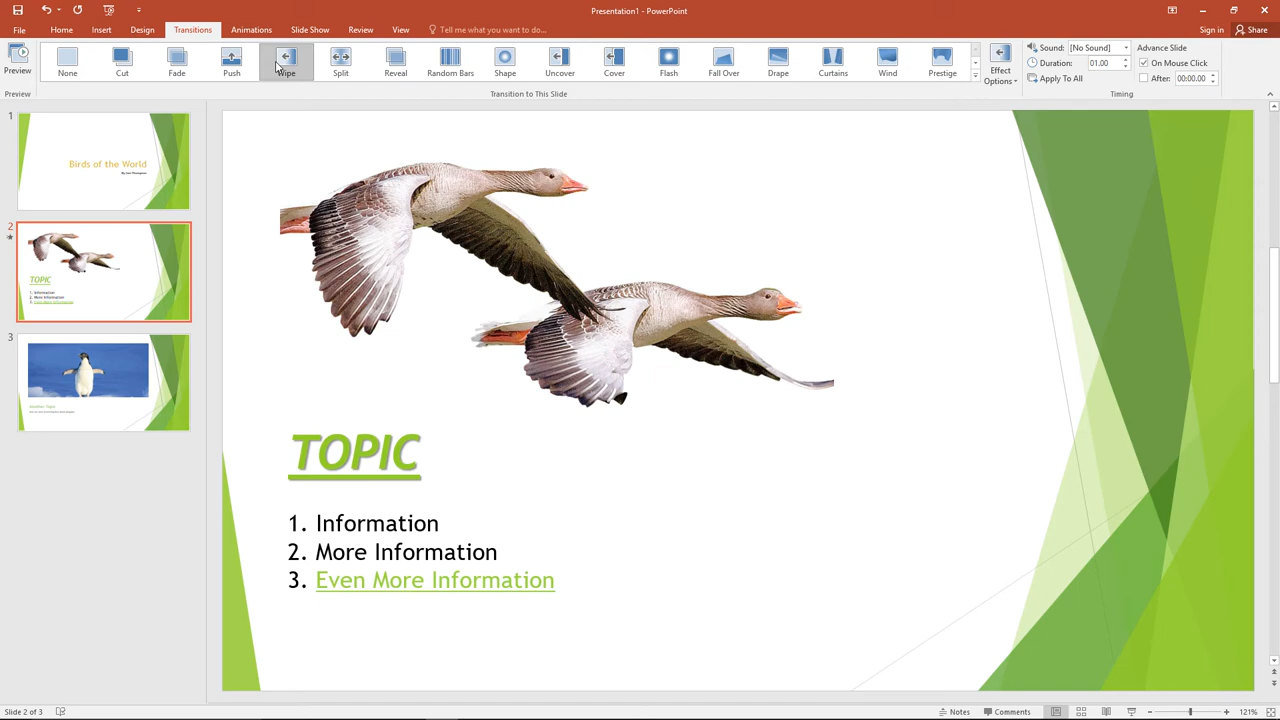 Presentation1 - PowerPoint
File Home Insert Design Transitions Animations Slide Show Review View Tell me what you want to do... Sign in Share
Preview
None Cut Fade Push Wipe Split Reveal Random Bars Shape Uncover Cover Flash Fall Over Drape Curtains Wind Prestige
Effect
Options
Sound: [No Sound]
Duration: 01.00
Apply To All
Advance Slide
On Mouse Click
After: 00:00.00
Preview Transition to This Slide Timing
1
Birds of the World
2
TOPIC
1. Information
2. More Information
3. Even More Information
3
TOPIC
1. Information
2. More Information
3. Even More Information
Slide 2 of 3 Notes Comments 121%